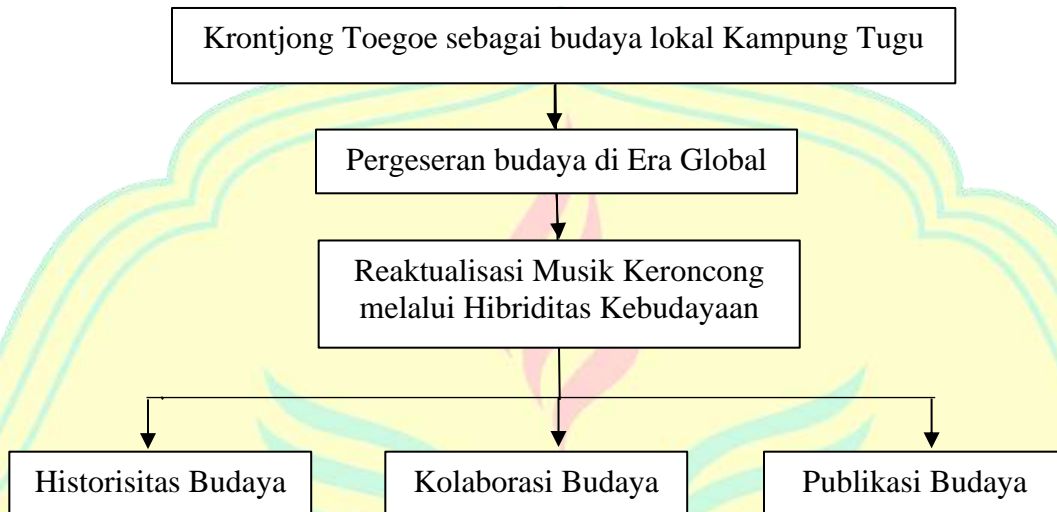 Krontjong Toegoe sebagai budaya lokal Kampung Tugu
Pergeseran budaya di Era Global
Reaktualisasi Musik Keroncong
melalui Hibriditas Kebudayaan
Historisitas Budaya
Kolaborasi Budaya
Publikasi Budaya